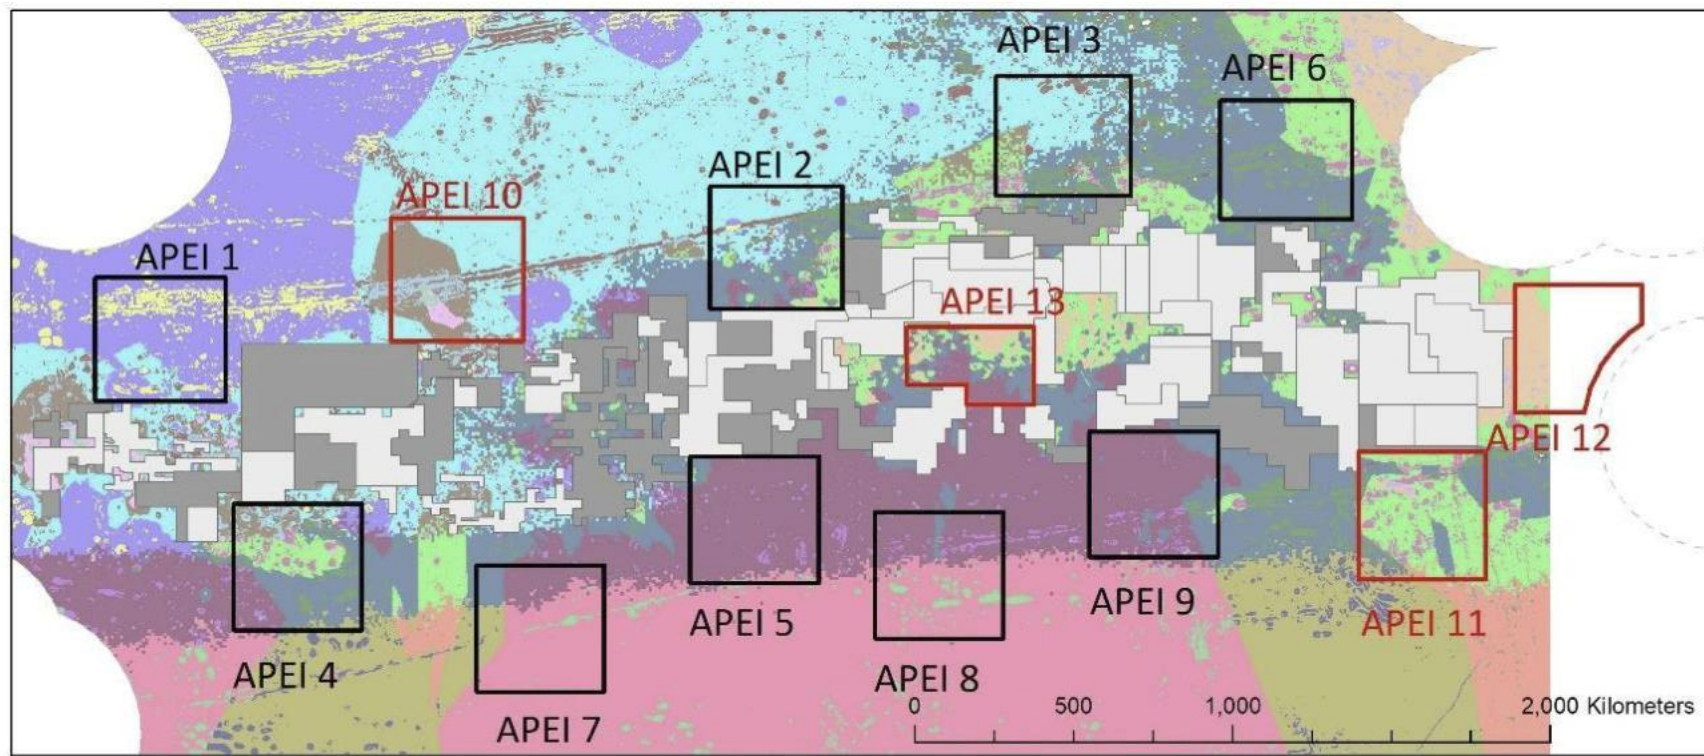 APEI 3
APEI 6
APEI 2
APEI 10
APEI 1
APEI 13
APEI 12
APEI 5
APEI 9
APEI 11
APEI 4
APEI 8
APEI 7
0 500 1,000 2,000 Kilometers